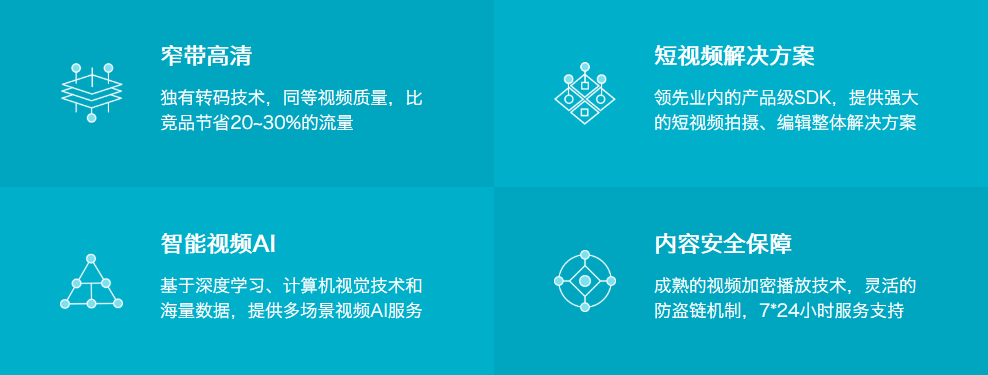 窄带高清
独有转码技术，同等视频质量，比
竞品节省20~30%的流量
短视频解决方案
领先业内的产品级SDK，提供强大
的短视频拍摄、编辑整体解决方案
智能视频AI
基于深度学习、计算机视觉技术和
海量数据，提供多场景视频AI服务
内容安全保障
成熟的视频加密播放技术，灵活的
防盗链机制，7*24小时服务支持